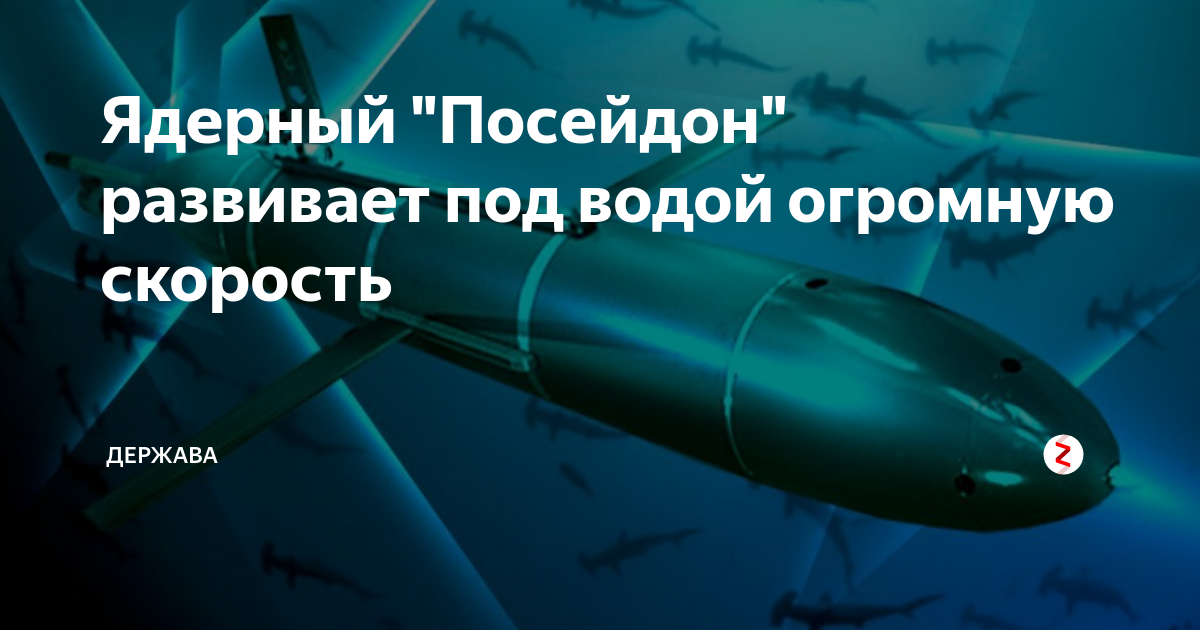 Ядерный "Посейдон"
развивает под водой огромную
скорость
ДЕРЖАВА